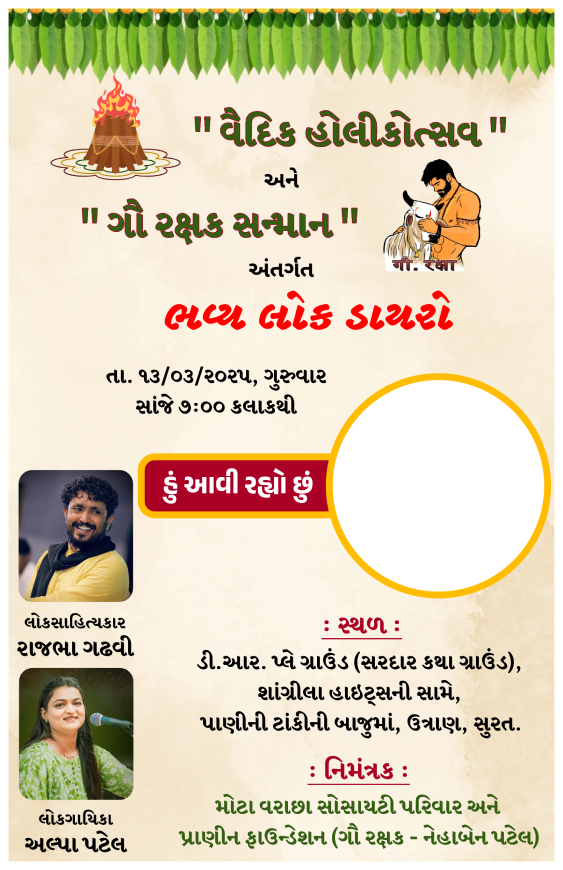 " વૈદિક હોલીકોત્સવ "
અને
" ગૌ રક્ષક સન્માન "
ગૌ. રક્ષા
અંતર્ગત
ભવ્ય લોક ડાયરો
તા. ૧૩/૦૩/૨૦૨૫, ગુરુવાર
સાંજે ૭:૦૦ કલાકથી
હું આવી રહ્યો છું
લોકસાહિત્યકાર
રાજભા ગઢવી
: સ્થળ :
ડી.આર. પ્લે ગ્રાઉંડ (સરદાર કથા ગ્રાઉંડ),
શાંગ્રીલા હાઇટ્સની સામે,
પાણીની ટાંકીની બાજુમાં, ઉત્રાણ, સુરત.
લોકગાયિકા
અલ્પા પટેલ
: નિમંત્રક :
મોટા વરાછા સોસાયટી પરિવાર અને
પ્રાણીન ફાઉન્ડેશન (ગૌ રક્ષક - નેહાબેન પટેલ)